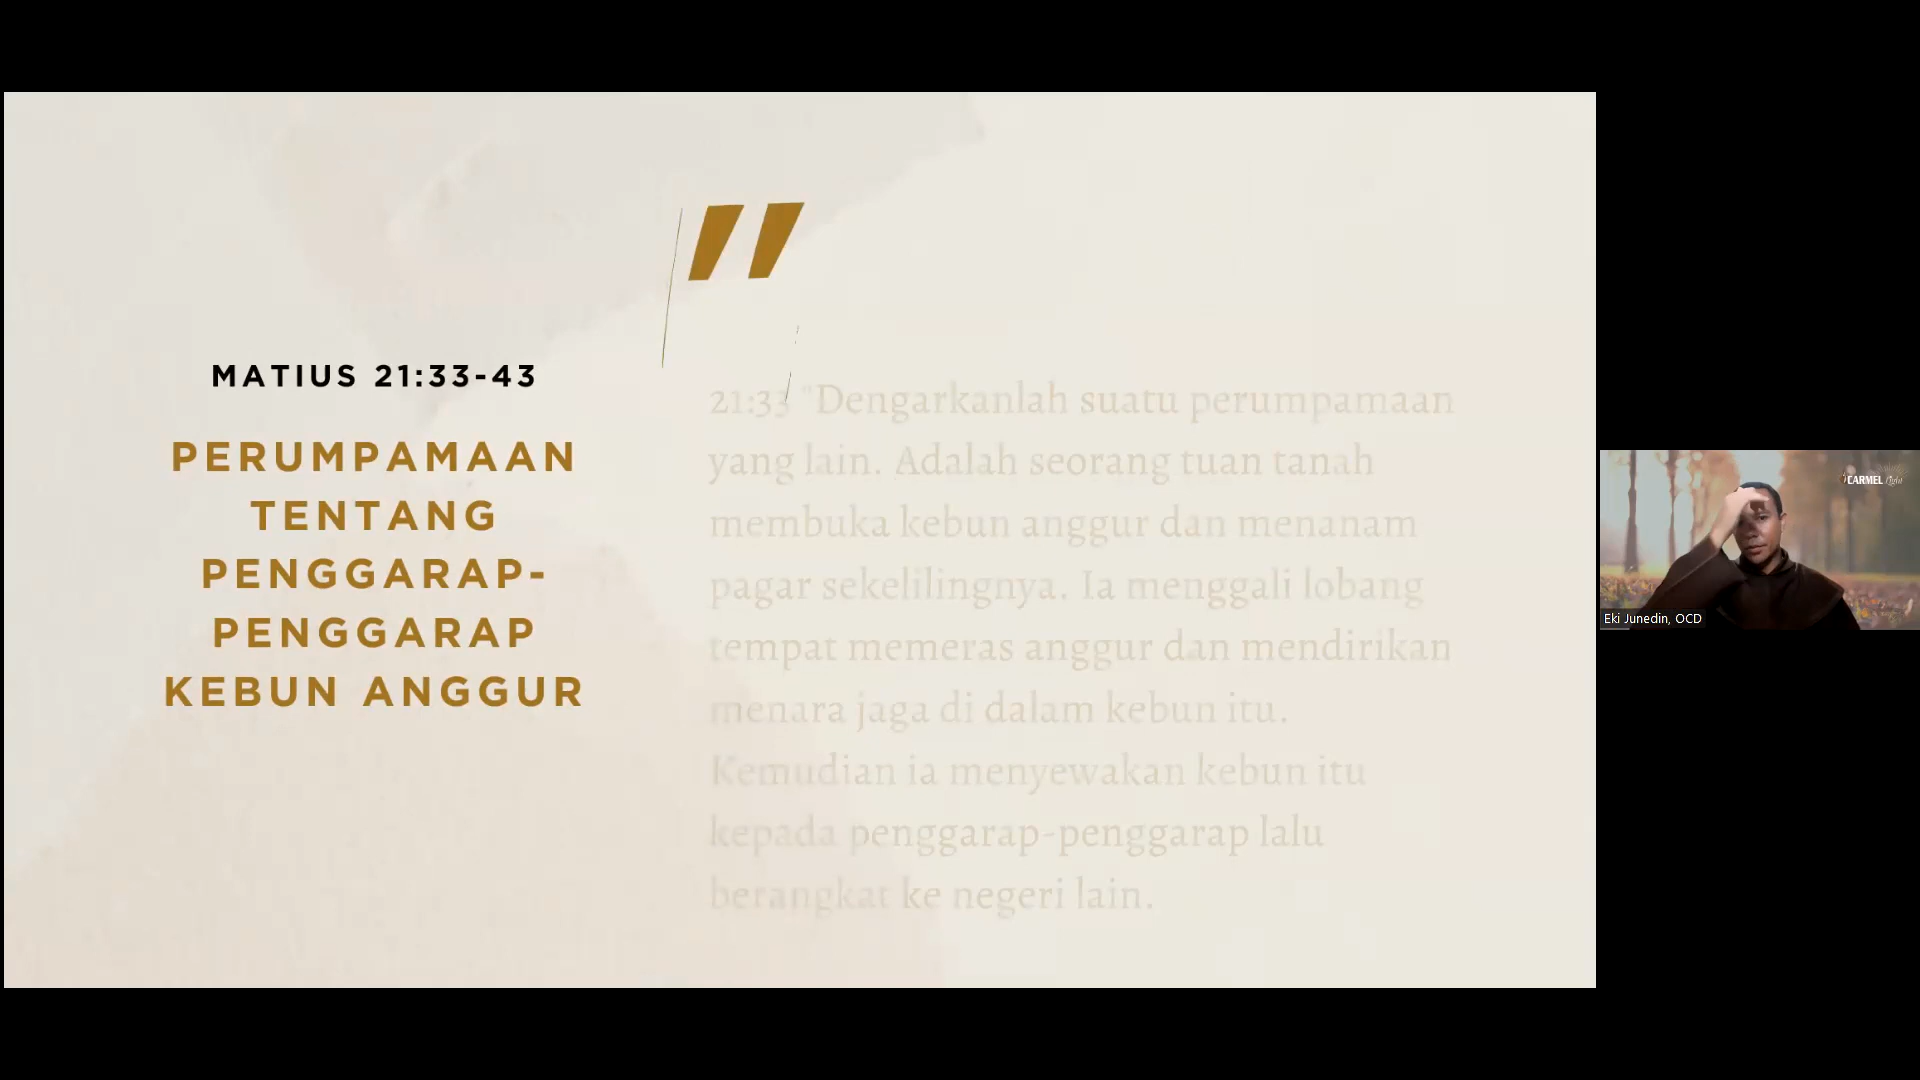 MATIUS 21:33-43
PERUMPAMAAN
TENTANG
PENGGARAP-
PENGGARAP
KEBUN ANGGUR
"
21:33 "Dengarkanlah suatu perumpamaan
yang lain. Adalah seorang tuan tanah
membuka kebun anggur dan menanam
pagar sekelilingnya. Ia menggali lobang
tempat memeras anggur dan mendirikan
menara jaga di dalam kebun itu.
Kemudian ia menyewakan kebun itu
kepada penggarap-penggarap lalu
berangkat ke negeri lain.
CARMEL Light
Eki Junedin, OCD